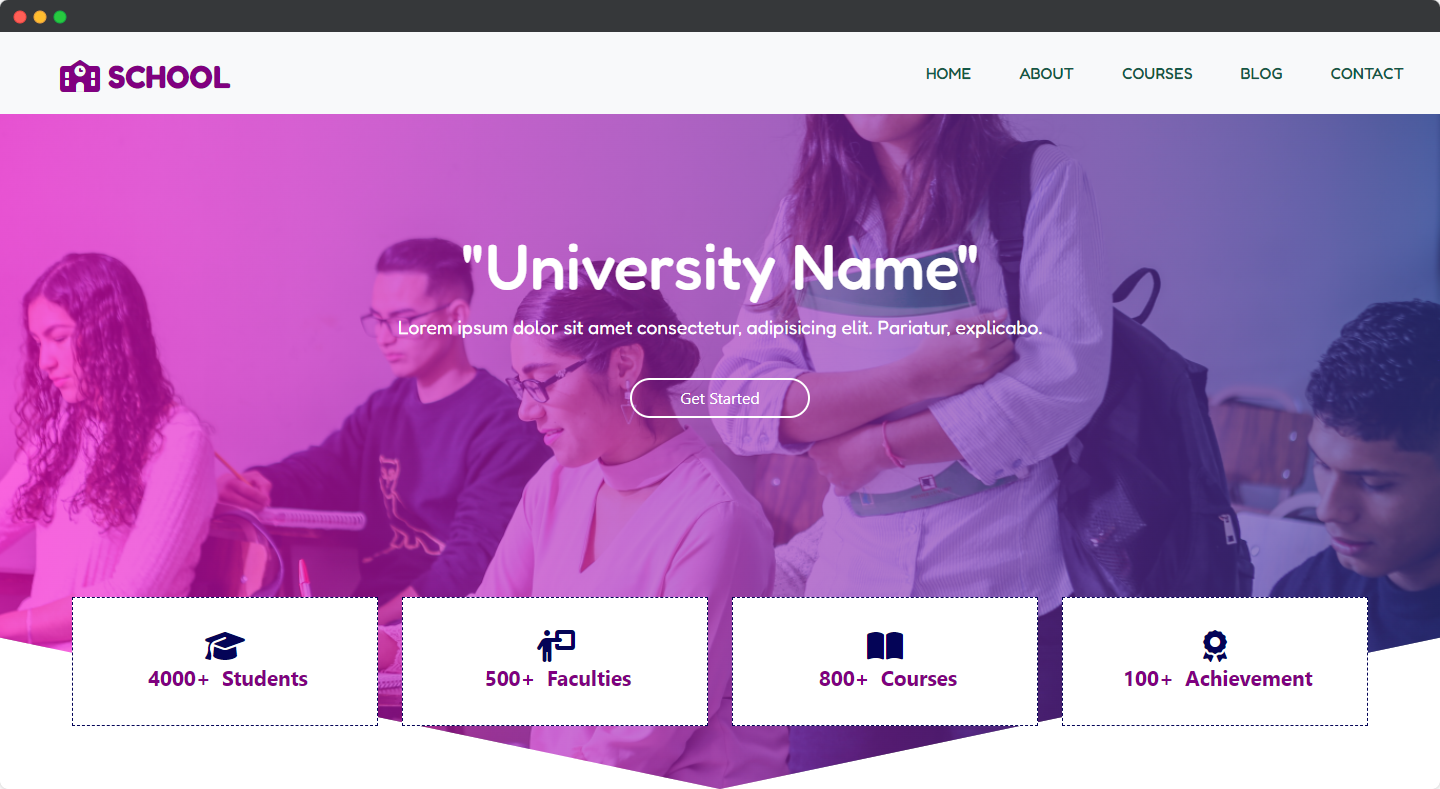 SCHOOL
HOME ABOUT COURSES BLOG CONTACT
"University Name"
Lorem ipsum dolor sit amet consectetur, adipisicing elit. Pariatur, explicabo.
Get Started
4000+ Students
500+ Faculties
800+ Courses
100+ Achievement